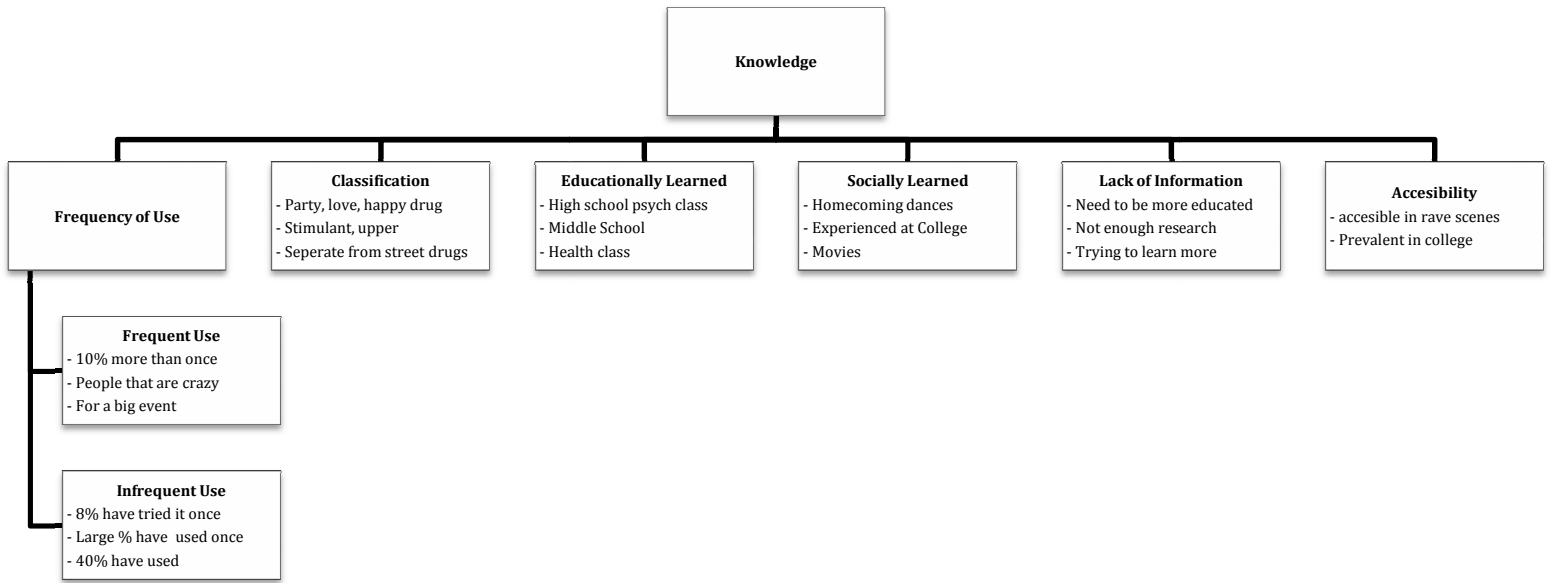 Knowledge
Frequency of Use
Classification
- Party, love, happy drug
- Stimulant, upper
- Seperate from street drugs
Educationally Learned
- High school psych class
- Middle School
- Health class
Socially Learned
- Homecoming dances
- Experienced at College
- Movies
Lack of Information
- Need to be more educated
- Not enough research
- Trying to learn more
Accesibility
- accesible in rave scenes
- Prevalent in college
Frequent Use
- 10% more than once
- People that are crazy
- For a big event
Infrequent Use
- 8% have tried it once
- Large % have  used once
- 40% have used